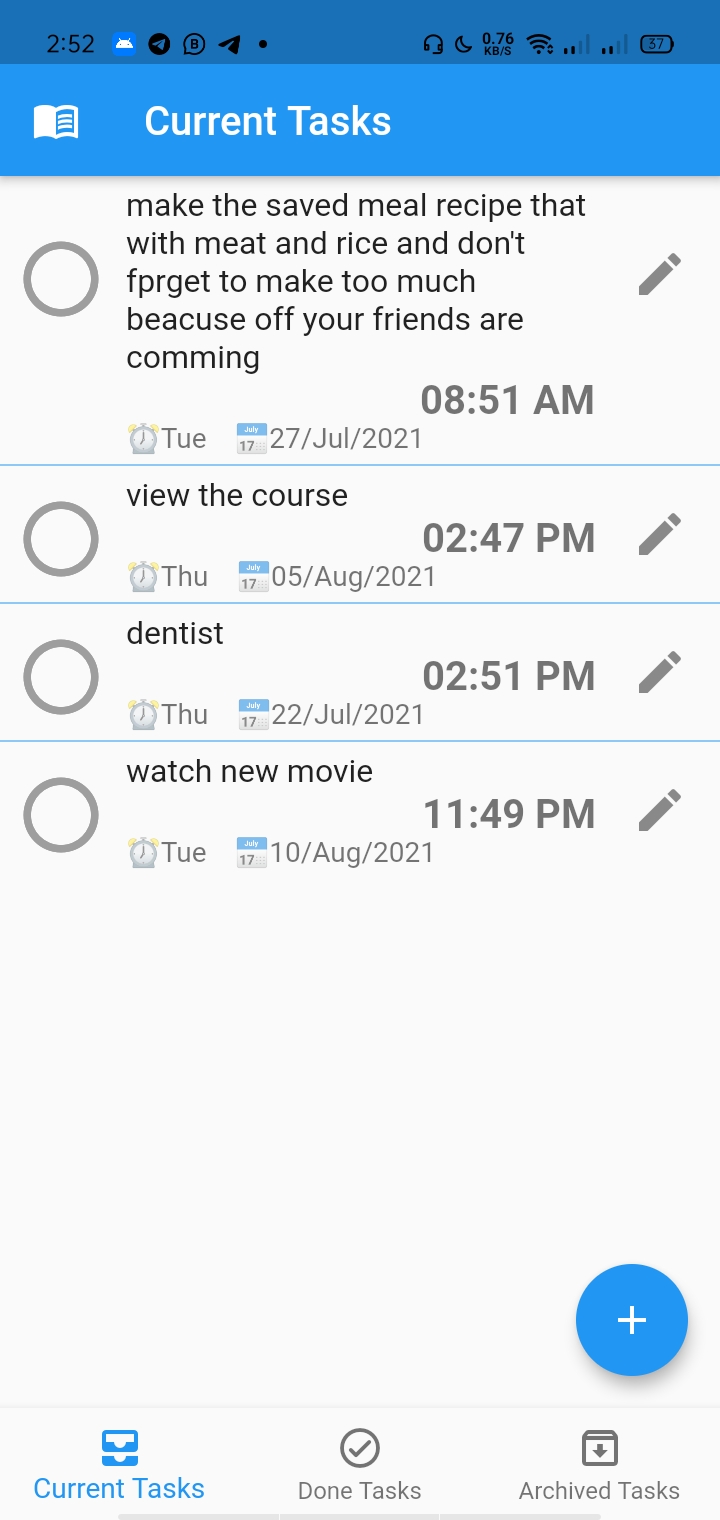 2:52 B 0.76 KB/S 37
Current Tasks
make the saved meal recipe that
with meat and rice and don't
fprget to make too much
beacuse off your friends are
comming
08:51 AM
Tue July 17 27/Jul/2021
view the course
02:47 PM
Thu July 17 05/Aug/2021
dentist
02:51 PM
Thu July 17 22/Jul/2021
watch new movie
11:49 PM
Tue July 17 10/Aug/2021
Current Tasks Done Tasks Archived Tasks